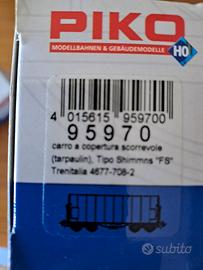 PIKO
MODELLBAHNEN & GEBÄUDEMODELLE
HO
4 015615 959700
95970
carro a copertura scorrevole
(tarpaulin), Tipo Shimmns "FS"
Trenitalia 4677-708-2
subito